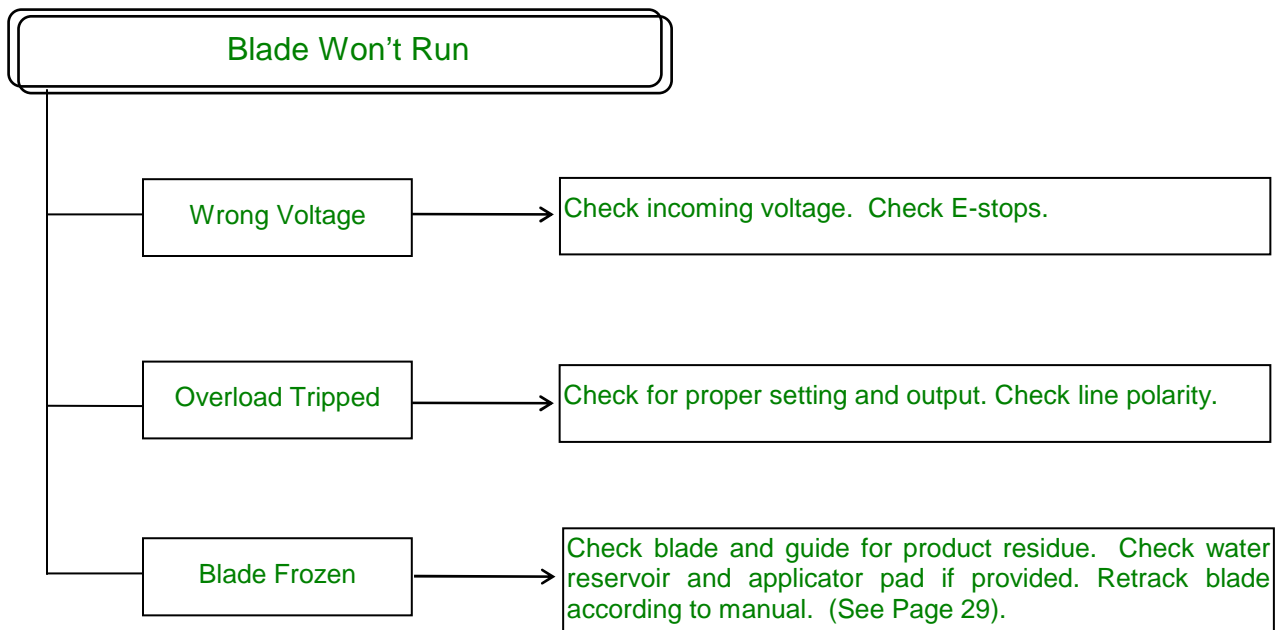 Blade Won’t Run
Wrong Voltage
Check incoming voltage.  Check E-stops.
Overload Tripped
Check for proper setting and output. Check line polarity.
Blade Frozen
Check blade and guide for product residue.  Check water
reservoir and applicator pad if provided. Retrack blade
according to manual.  (See Page 29).